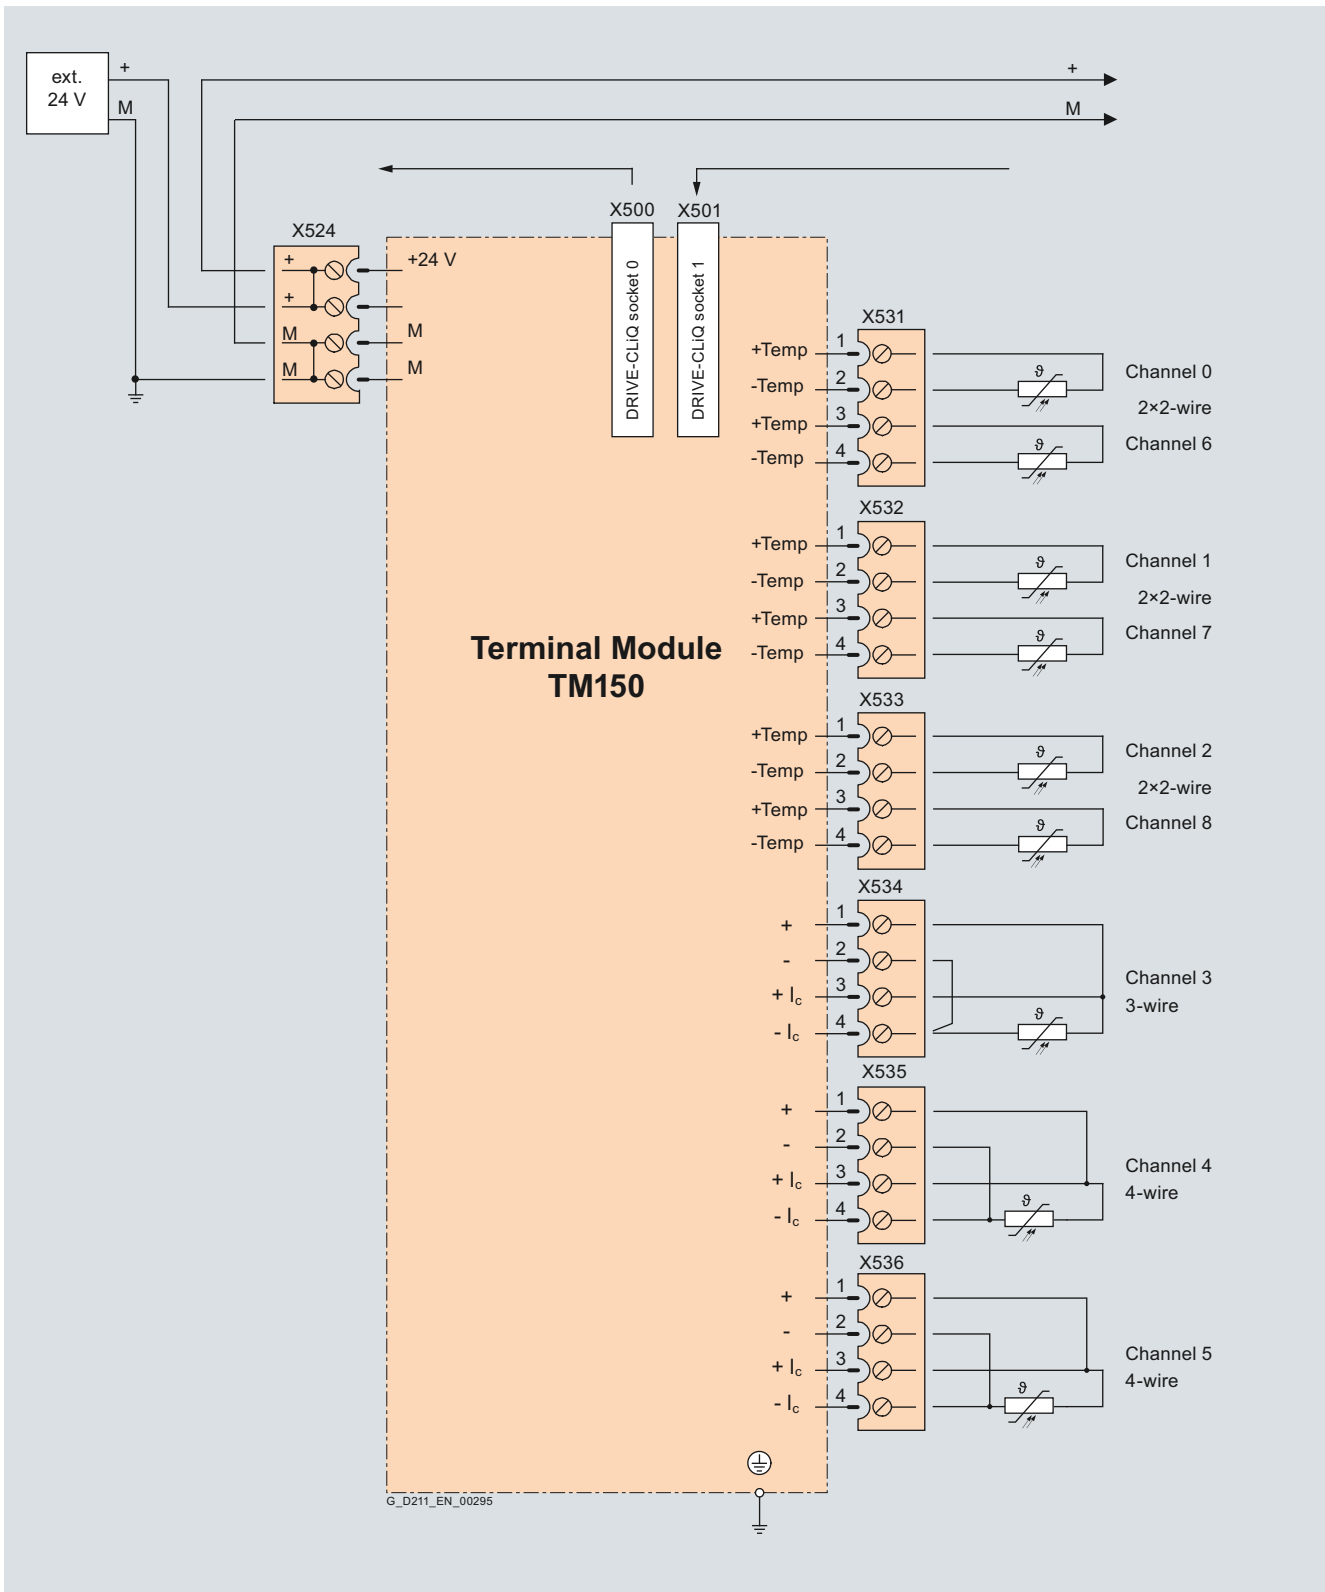 ext.
24 V
+
M
+
M
X500
X501
X524
+
+
M
M
+24 V
M
M
DRIVE-CLiQ socket 0
DRIVE-CLiQ socket 1
Terminal Module
TM150
X531
+Temp 1
-Temp 2
+Temp 3
-Temp 4
ϑ
ϑ
Channel 0
2×2-wire
Channel 6
X532
+Temp 1
-Temp 2
+Temp 3
-Temp 4
ϑ
ϑ
Channel 1
2×2-wire
Channel 7
X533
+Temp 1
-Temp 2
+Temp 3
-Temp 4
ϑ
ϑ
Channel 2
2×2-wire
Channel 8
X534
+ 1
- 2
+ Ic 3
- Ic 4
ϑ
Channel 3
3-wire
X535
+ 1
- 2
+ Ic 3
- Ic 4
ϑ
Channel 4
4-wire
X536
+ 1
- 2
+ Ic 3
- Ic 4
ϑ
Channel 5
4-wire
G_D211_EN_00295